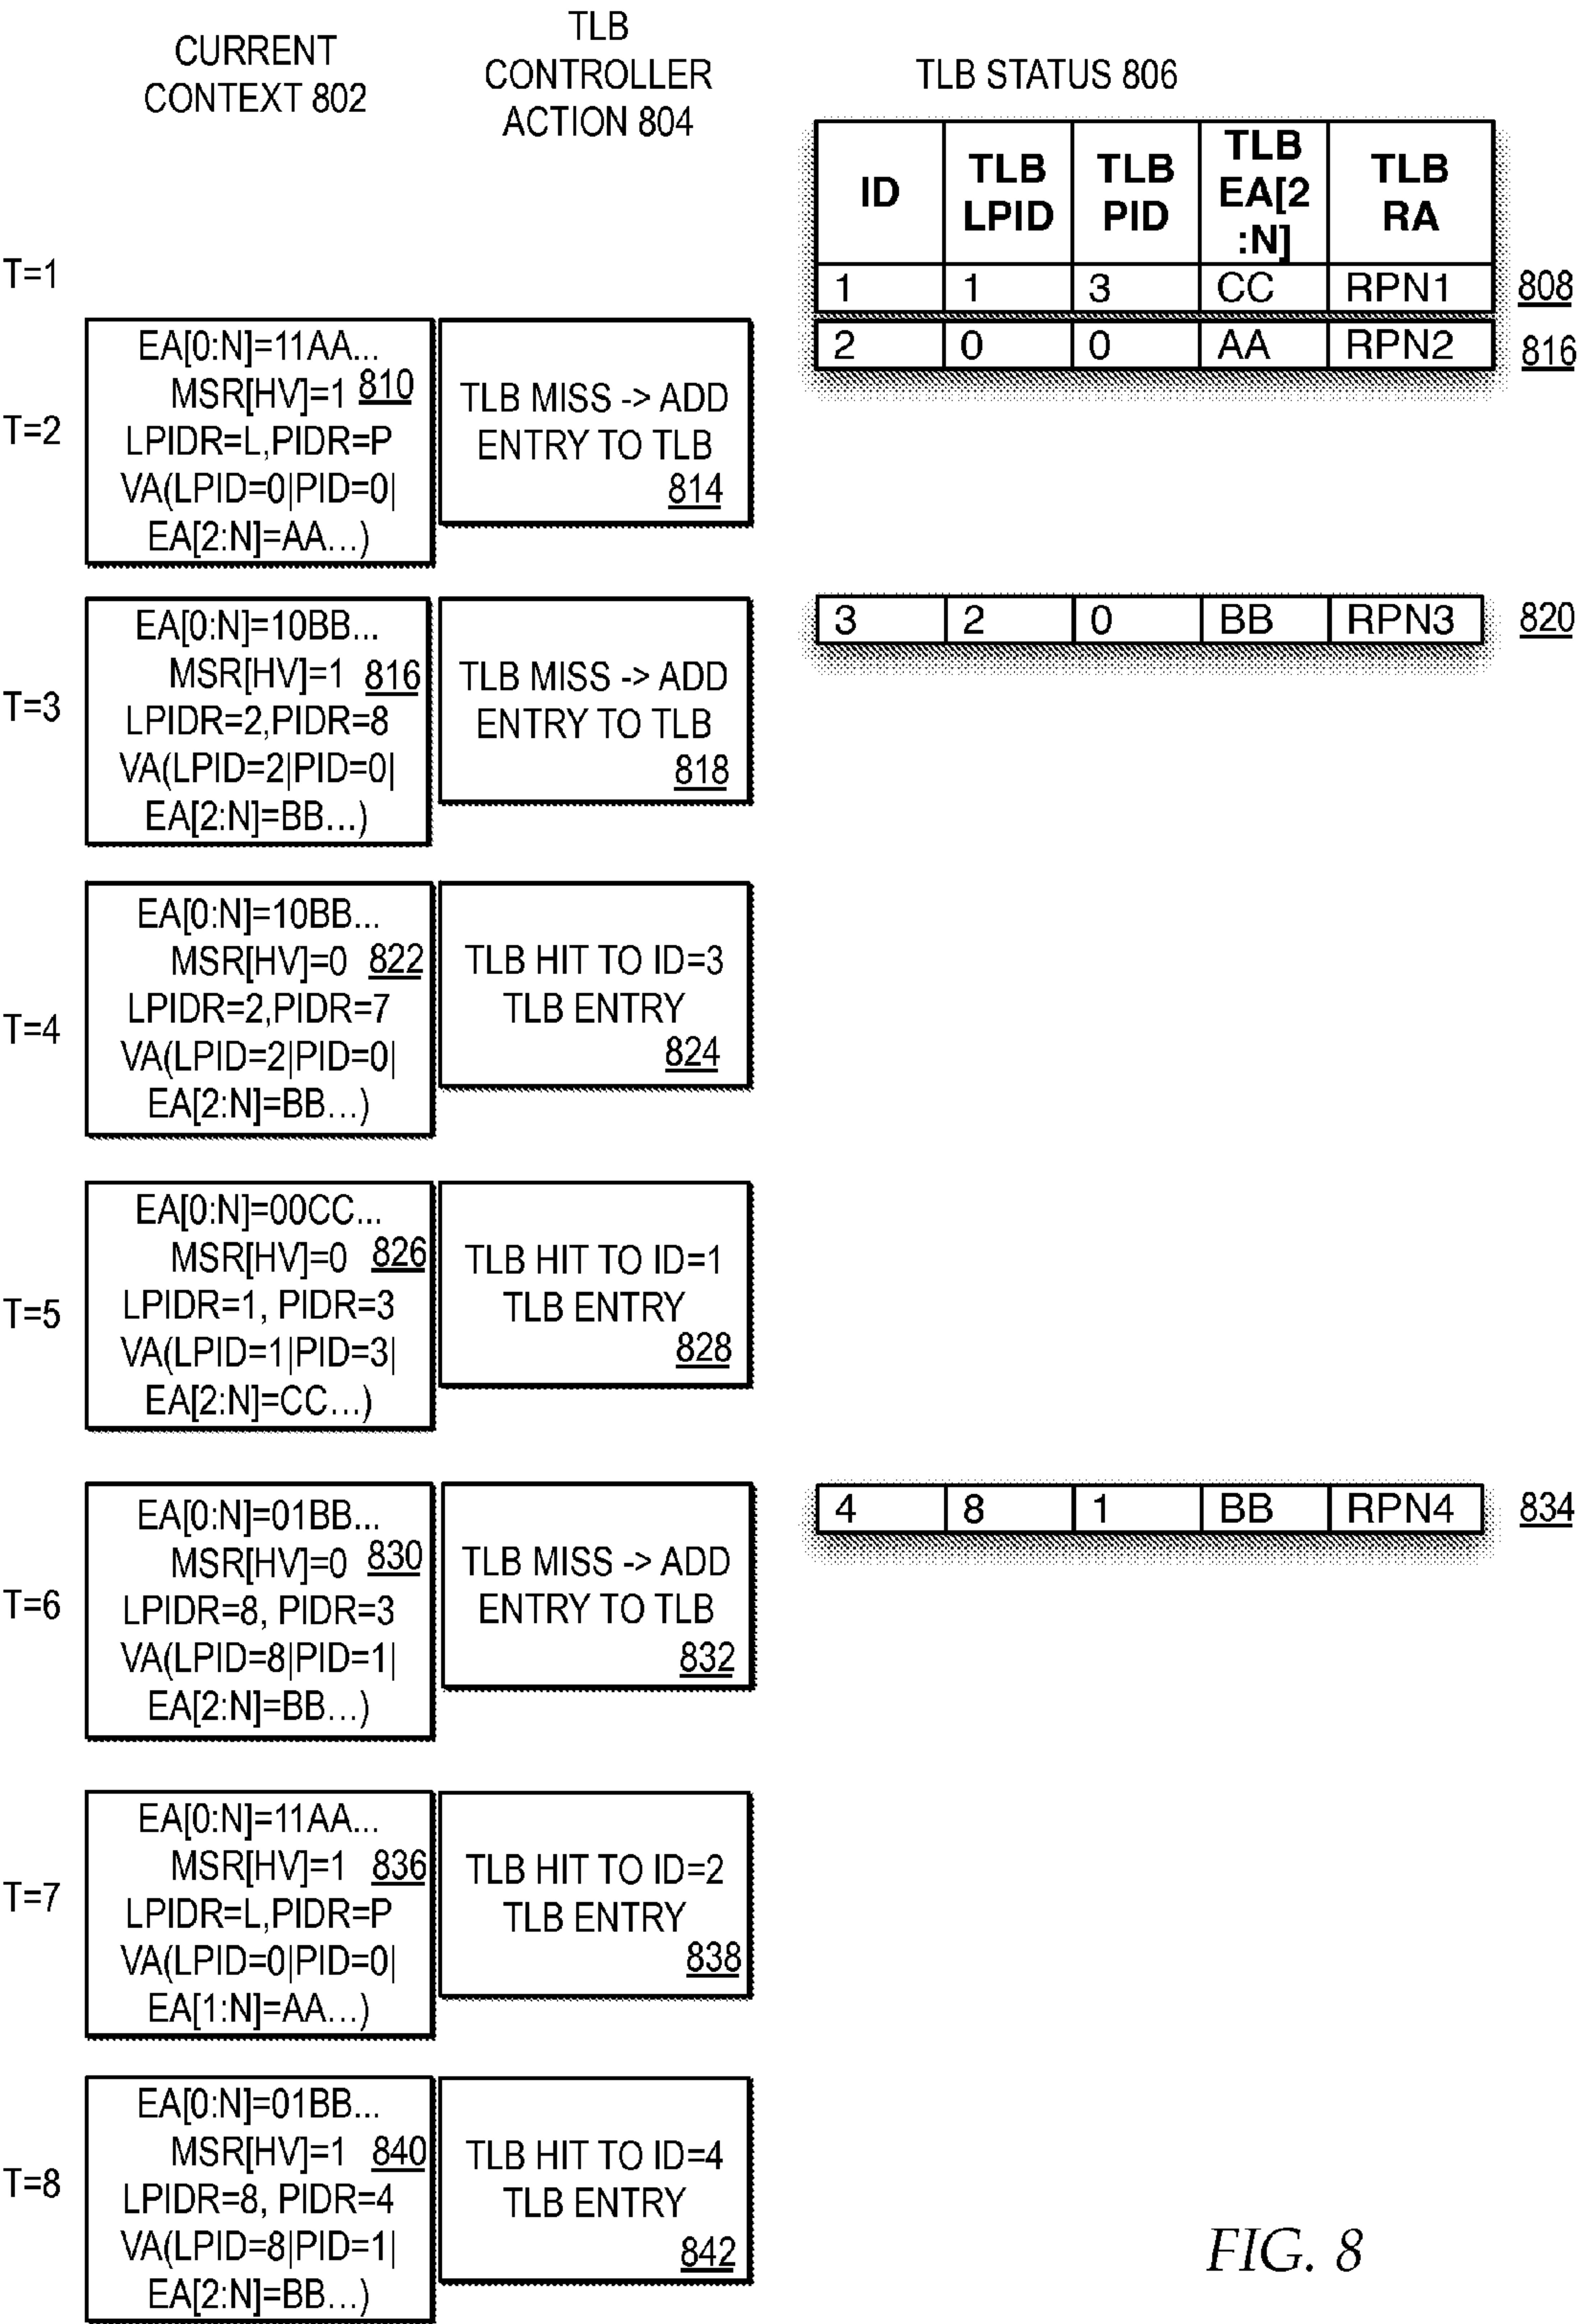 CURRENT
CONTEXT 802
TLB
CONTROLLER
ACTION 804
TLB STATUS 806
ID
TLB
LPID
TLB
PID
TLB
EA[2
:N]
TLB
RA
T=1
1 1 3 CC RPN1 808
2 0 0 AA RPN2 816
T=2
EA[0:N]=11AA...
MSR[HV]=1 810
LPIDR=L,PIDR=P
VA(LPID=0|PID=0|
EA[2:N]=AA...)
TLB MISS -> ADD
ENTRY TO TLB
814
T=3
EA[0:N]=10BB...
MSR[HV]=1 816
LPIDR=2,PIDR=8
VA(LPID=2|PID=0|
EA[2:N]=BB...)
TLB MISS -> ADD
ENTRY TO TLB
818
3 2 0 BB RPN3 820
T=4
EA[0:N]=10BB...
MSR[HV]=0 822
LPIDR=2,PIDR=7
VA(LPID=2|PID=0|
EA[2:N]=BB...)
TLB HIT TO ID=3
TLB ENTRY
824
T=5
EA[0:N]=00CC...
MSR[HV]=0 826
LPIDR=1, PIDR=3
VA(LPID=1|PID=3|
EA[2:N]=CC...)
TLB HIT TO ID=1
TLB ENTRY
828
T=6
EA[0:N]=01BB...
MSR[HV]=0 830
LPIDR=8, PIDR=3
VA(LPID=8|PID=1|
EA[2:N]=BB...)
TLB MISS -> ADD
ENTRY TO TLB
832
4 8 1 BB RPN4 834
T=7
EA[0:N]=11AA...
MSR[HV]=1 836
LPIDR=L,PIDR=P
VA(LPID=0|PID=0|
EA[1:N]=AA...)
TLB HIT TO ID=2
TLB ENTRY
838
T=8
EA[0:N]=01BB...
MSR[HV]=1 840
LPIDR=8, PIDR=4
VA(LPID=8|PID=1|
EA[2:N]=BB...)
TLB HIT TO ID=4
TLB ENTRY
842
FIG. 8